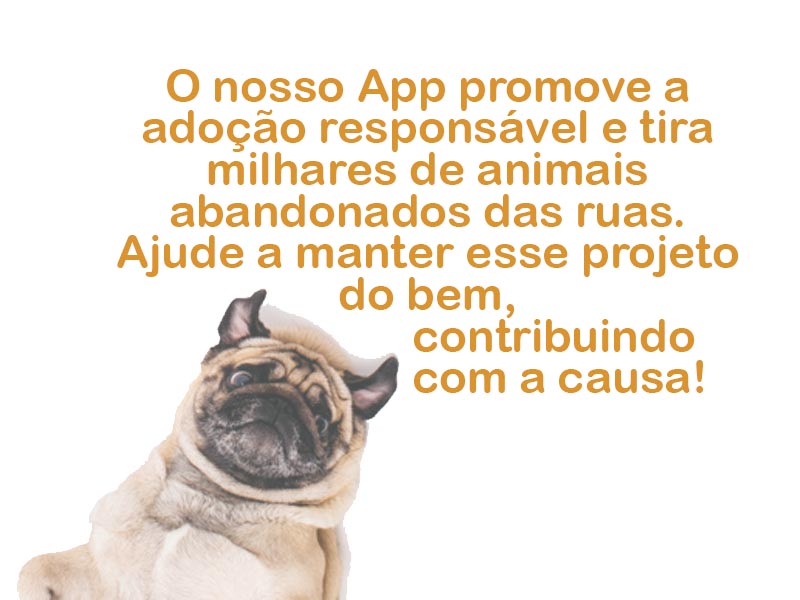 O nosso App promove a
adoção responsável e tira
milhares de animais
abandonados das ruas.
Ajude a manter esse projeto
do bem,
contribuindo
com a causa!